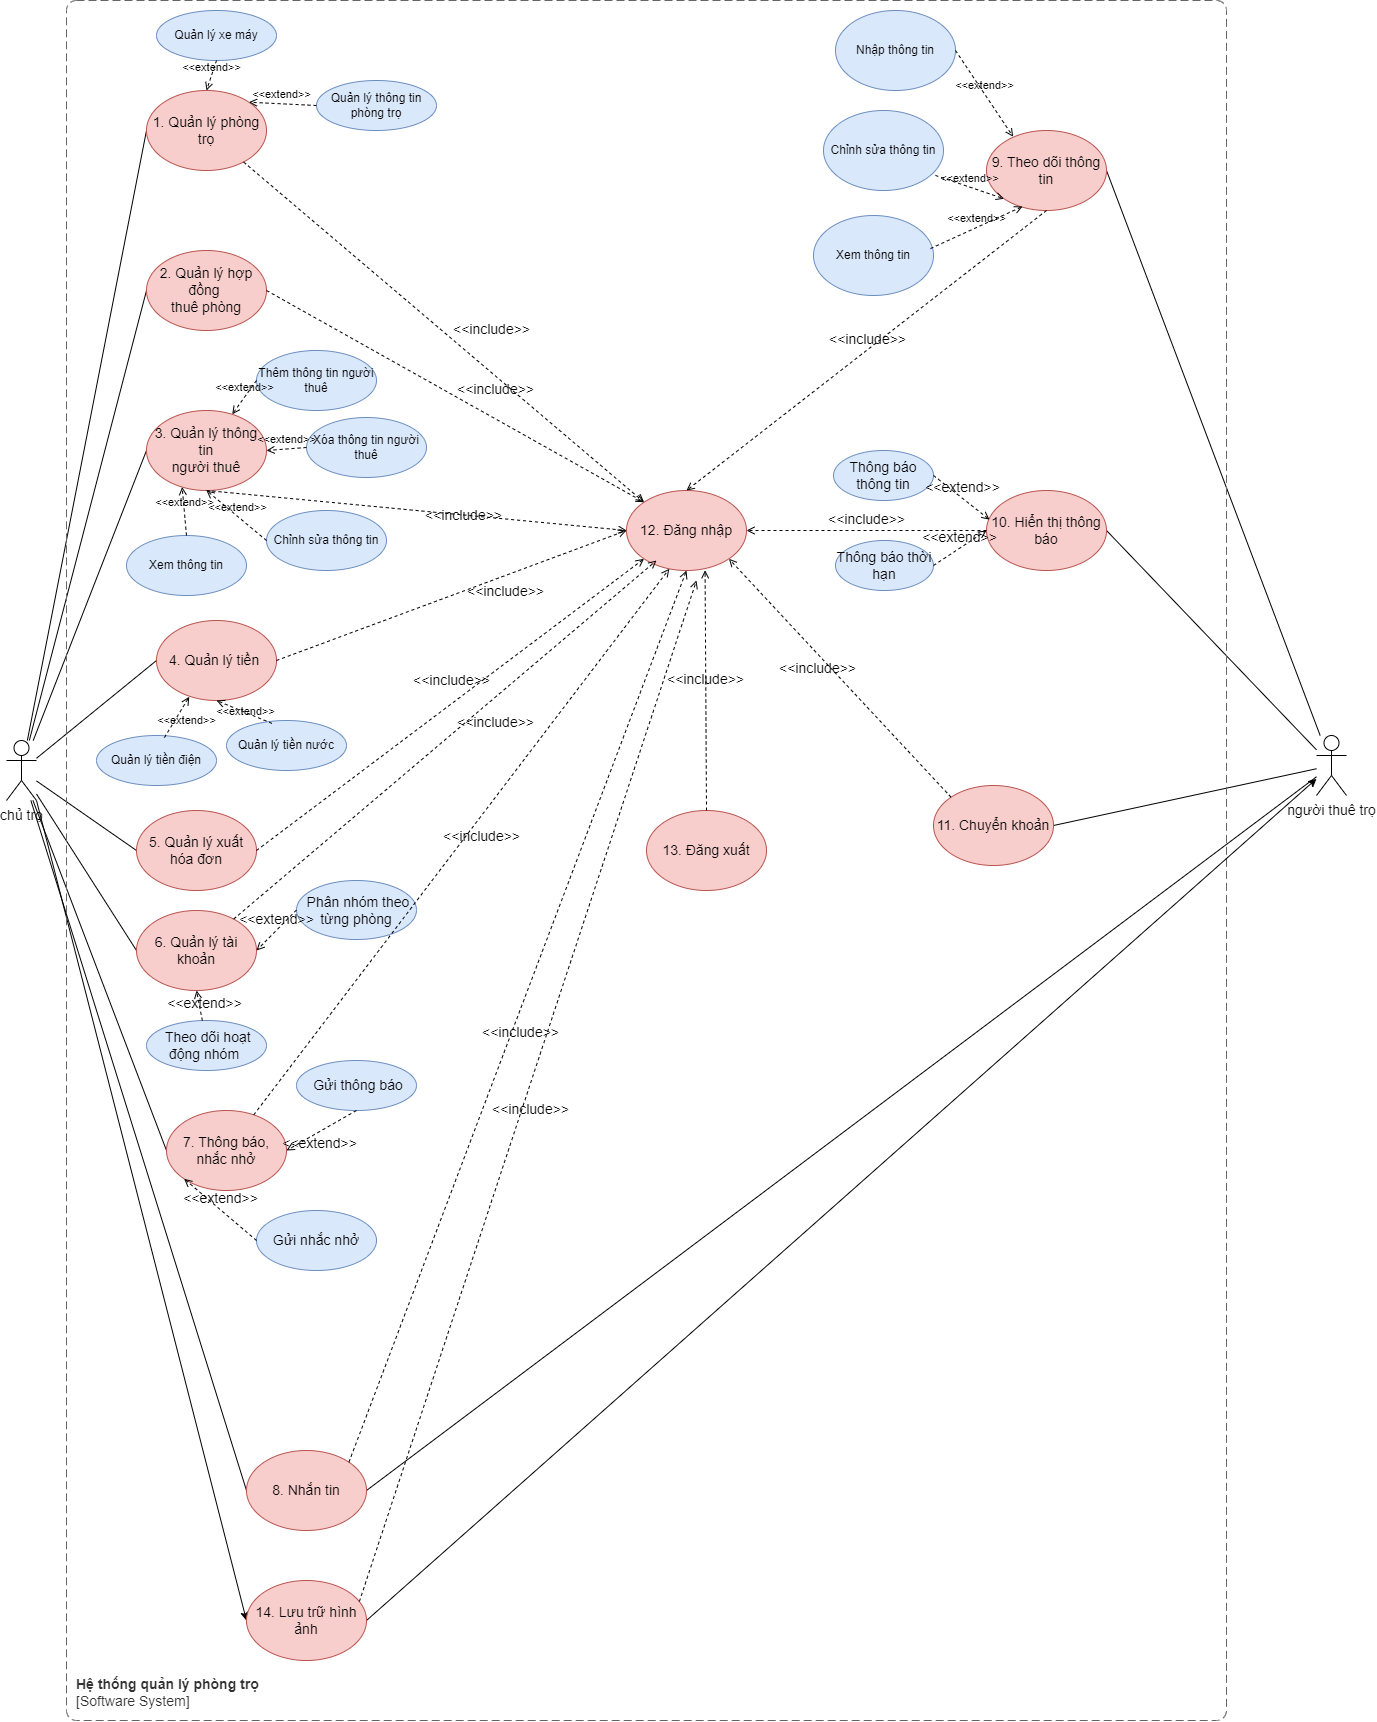 Quản lý xe máy
<<extend>>
<<extend>>
Quản lý thông tin
phòng trọ
1. Quản lý phòng
trọ
Nhập thông tin
<<extend>>
Chỉnh sửa thông tin
<<extend>>
9. Theo dõi thông
tin
<<extend>>
Xem thông tin
2. Quản lý hợp
đồng
thuê phòng
<<include>>
<<include>>
<<include>>
Thêm thông tin người
thuê
<<extend>>
3. Quản lý thông
tin
người thuê
<<extend>>
Xóa thông tin người
thuê
<<extend>>
<<extend>>
<<include>>
Xem thông tin
Chỉnh sửa thông tin
12. Đăng nhập
Thông báo
thông tin
<<extend>>
<<include>>
10. Hiển thị thông
báo
<<extend>>
Thông báo thời
hạn
<<include>>
4. Quản lý tiền
<<extend>>
<<extend>>
Quản lý tiền điện
Quản lý tiền nước
<<include>>
<<include>>
<<include>>
<<include>>
chủ trọ
người thuê trọ
5. Quản lý xuất
hóa đơn
<<include>>
13. Đăng xuất
11. Chuyển khoản
6. Quản lý tài
khoản
<<extend>>
Phân nhóm theo
từng phòng
<<extend>>
Theo dõi hoạt
động nhóm
<<include>>
Gửi thông báo
<<include>>
7. Thông báo,
nhắc nhở
<<extend>>
<<extend>>
Gửi nhắc nhở
8. Nhắn tin
14. Lưu trữ hình
ảnh
Hệ thống quản lý phòng trọ
[Software System]